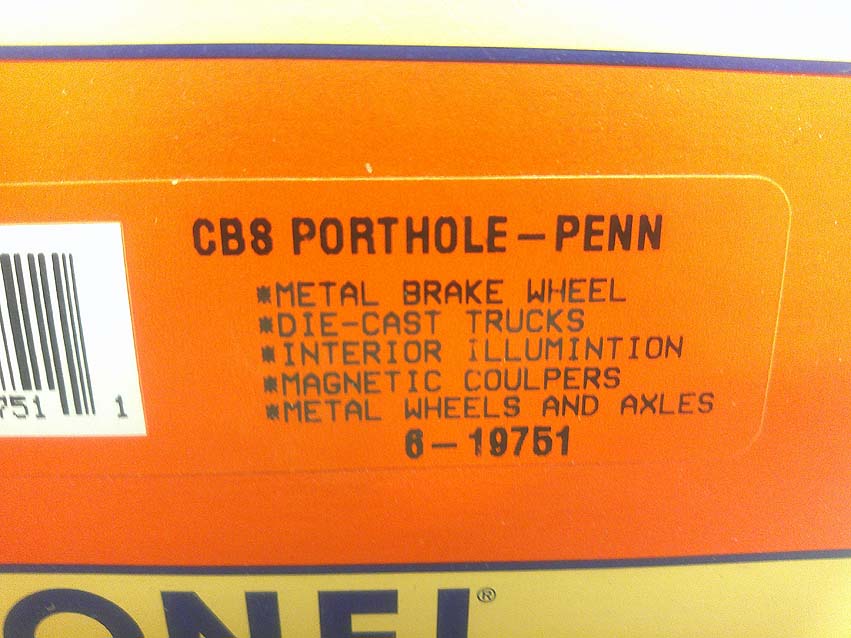 CB8 PORTHOLE-PENN
*METAL BRAKE WHEEL
*DIE-CAST TRUCKS
*INTERIOR ILLUMINTION
*MAGNETIC COULPERS
*METAL WHEELS AND AXLES
751 1
6-19751
ONEL®